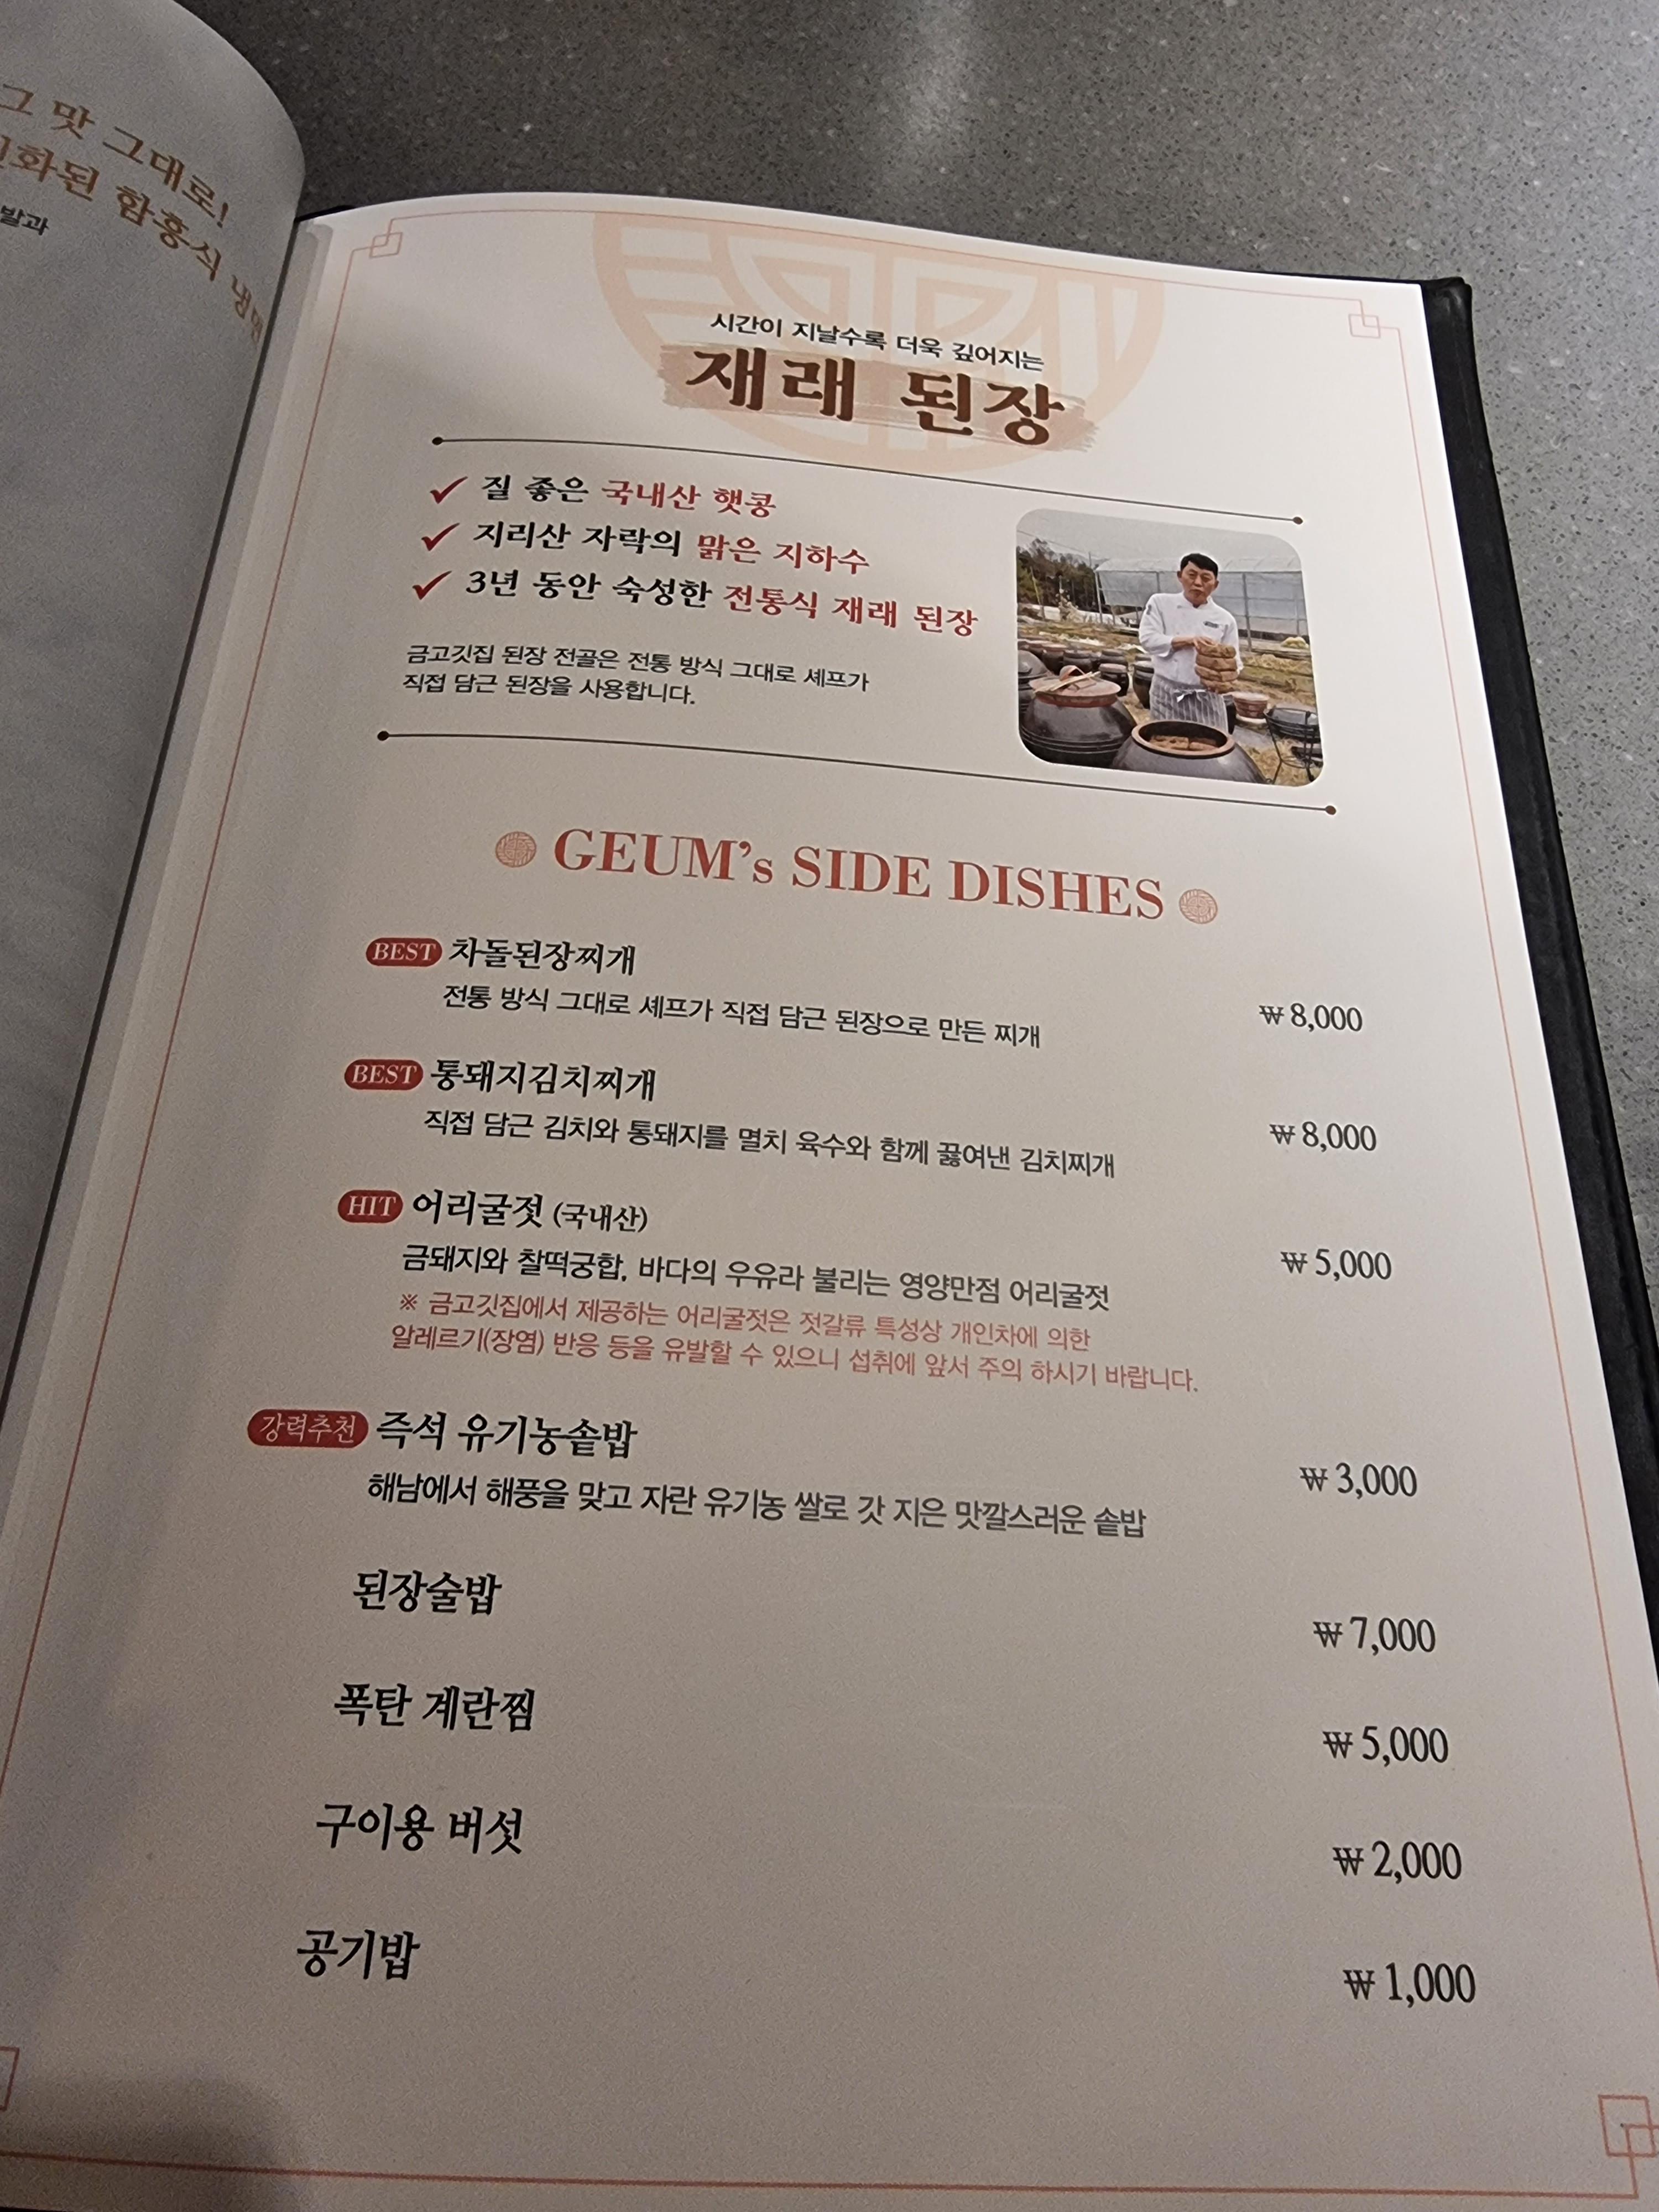 그 맛 그대로!
화된 함흥식 냉면
발과
시간이 지날수록 더욱 깊어지는
재래 된장
질 좋은 국내산 햇콩
지리산 자락의 맑은 지하수
3년 동안 숙성한 전통식 재래 된장
금고깃집 된장 전골은 전통 방식 그대로 셰프가
직접 담근 된장을 사용합니다.
GEUM's SIDE DISHES
BEST 차돌된장찌개
전통 방식 그대로 셰프가 직접 담근 된장으로 만든 찌개
₩ 8,000
BEST 통돼지김치찌개
직접 담근 김치와 통돼지를 멸치 육수와 함께 끓여낸 김치찌개
₩ 8,000
HIT 어리굴젓 (국내산)
금돼지와 찰떡궁합, 바다의 우유라 불리는 영양만점 어리굴젓
₩ 5,000
※ 금고깃집에서 제공하는 어리굴젓은 젓갈류 특성상 개인차에 의한
알레르기(장염) 반응 등을 유발할 수 있으니 섭취에 앞서 주의 하시기 바랍니다.
강력추천 즉석 유기농솥밥
해남에서 해풍을 맞고 자란 유기농 쌀로 갓 지은 맛깔스러운 솥밥
₩ 3,000
된장술밥
₩ 7,000
폭탄 계란찜
₩ 5,000
구이용 버섯
₩ 2,000
공기밥
₩ 1,000